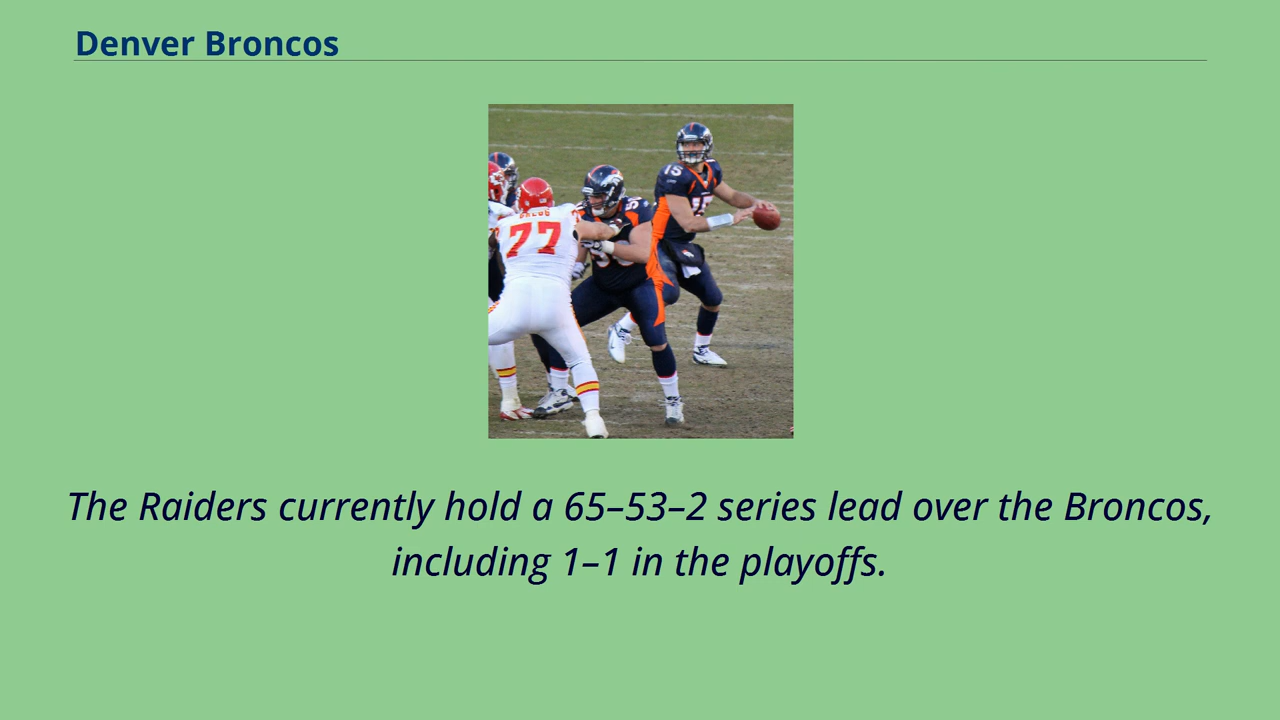 Denver Broncos
15
77
The Raiders currently hold a 65–53–2 series lead over the Broncos,
including 1–1 in the playoffs.